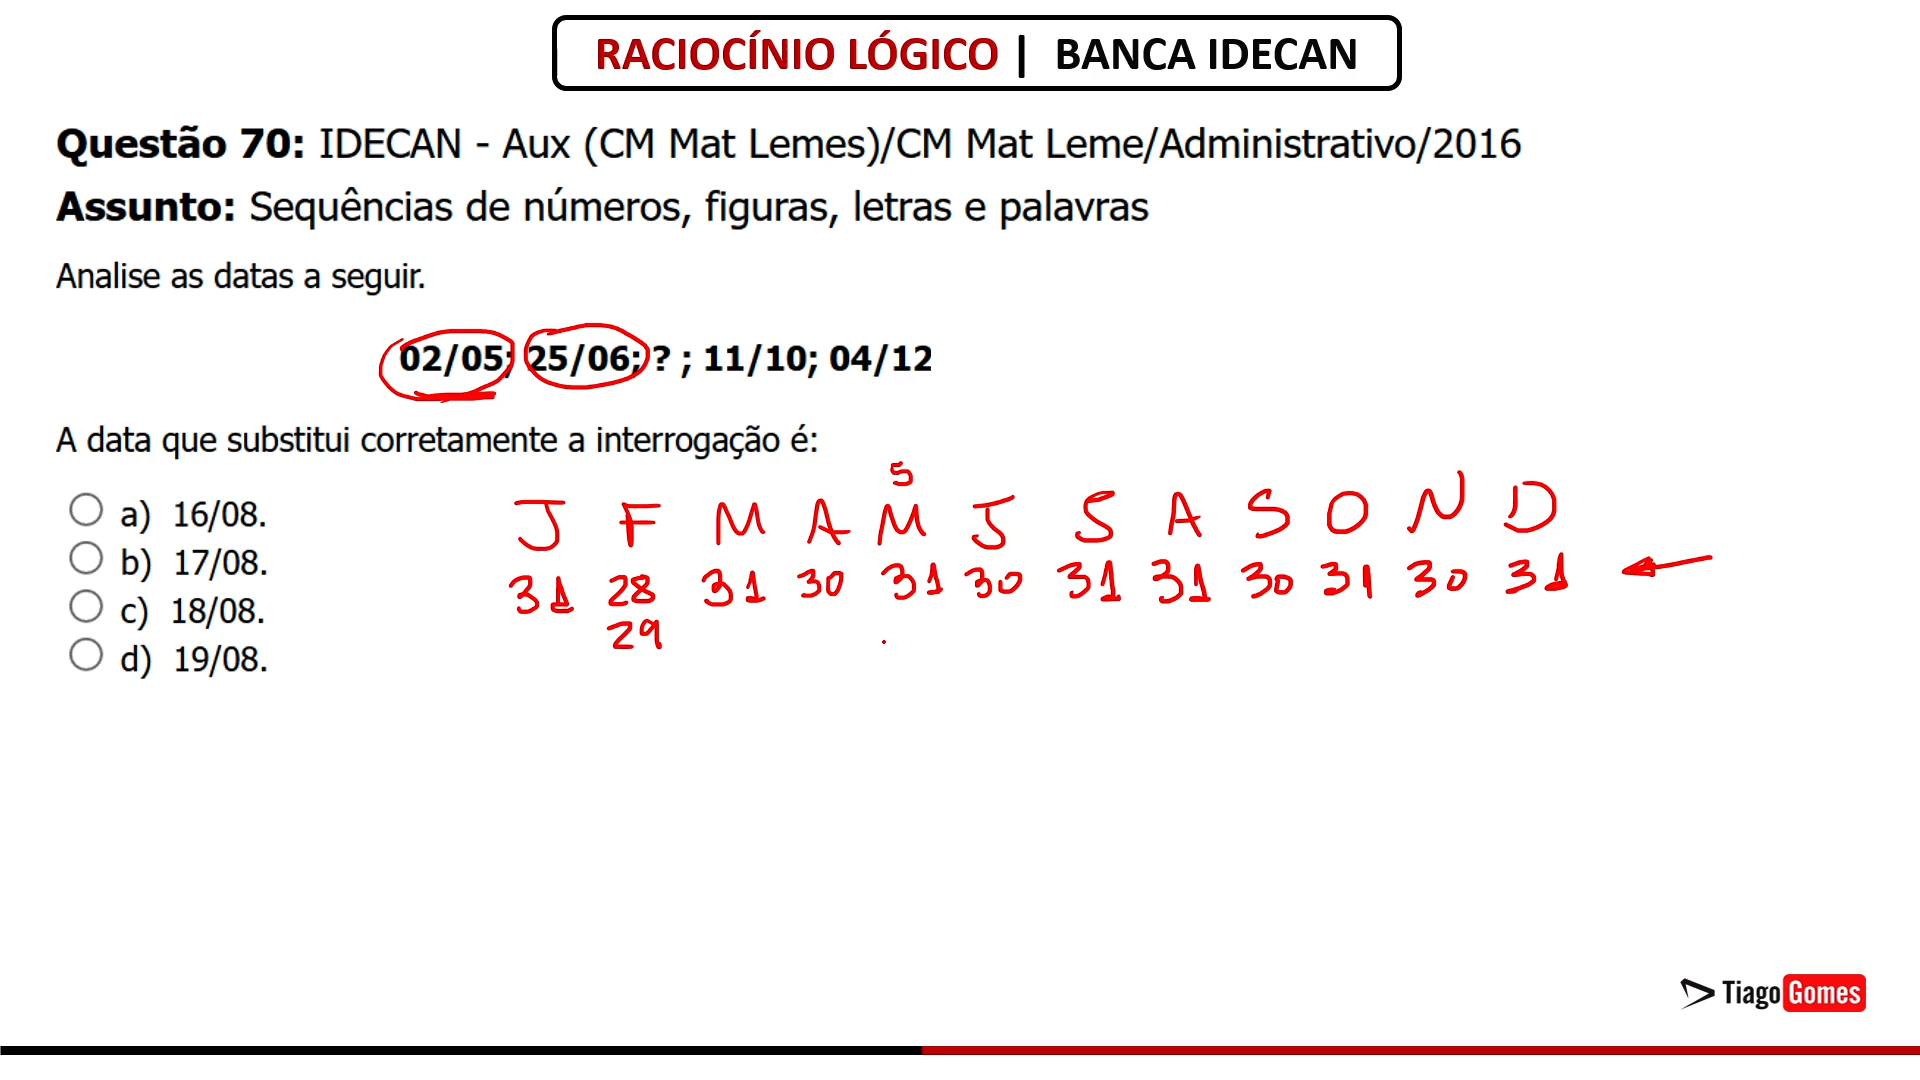 RACIOCÍNIO LÓGICO | BANCA IDECAN
Questão 70: IDECAN - Aux (CM Mat Lemes)/CM Mat Leme/Administrativo/2016
Assunto: Sequências de números, figuras, letras e palavras
Analise as datas a seguir.
02/05; 25/06; ? ; 11/10; 04/12
A data que substitui corretamente a interrogação é:
5
J F M A M J S A S O N D
31 28 31 30 31 30 31 31 30 31 30 31
29
a) 16/08.
b) 17/08.
c) 18/08.
d) 19/08.
Tiago Gomes